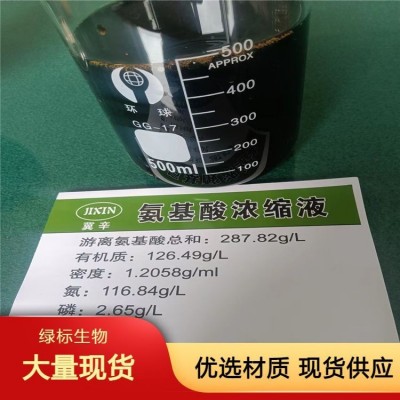 500
APPROX
400
300
200
100
环球
GG-17
500ml
JIXIN
冀辛
氨基酸浓缩液
游离氨基酸总和：287.82g/L
有机质：126.49g/L
密度：1.2058g/ml
氮：116.84g/L
磷：2.65g/L
绿标生物
大量现货
优选材质 现货供应